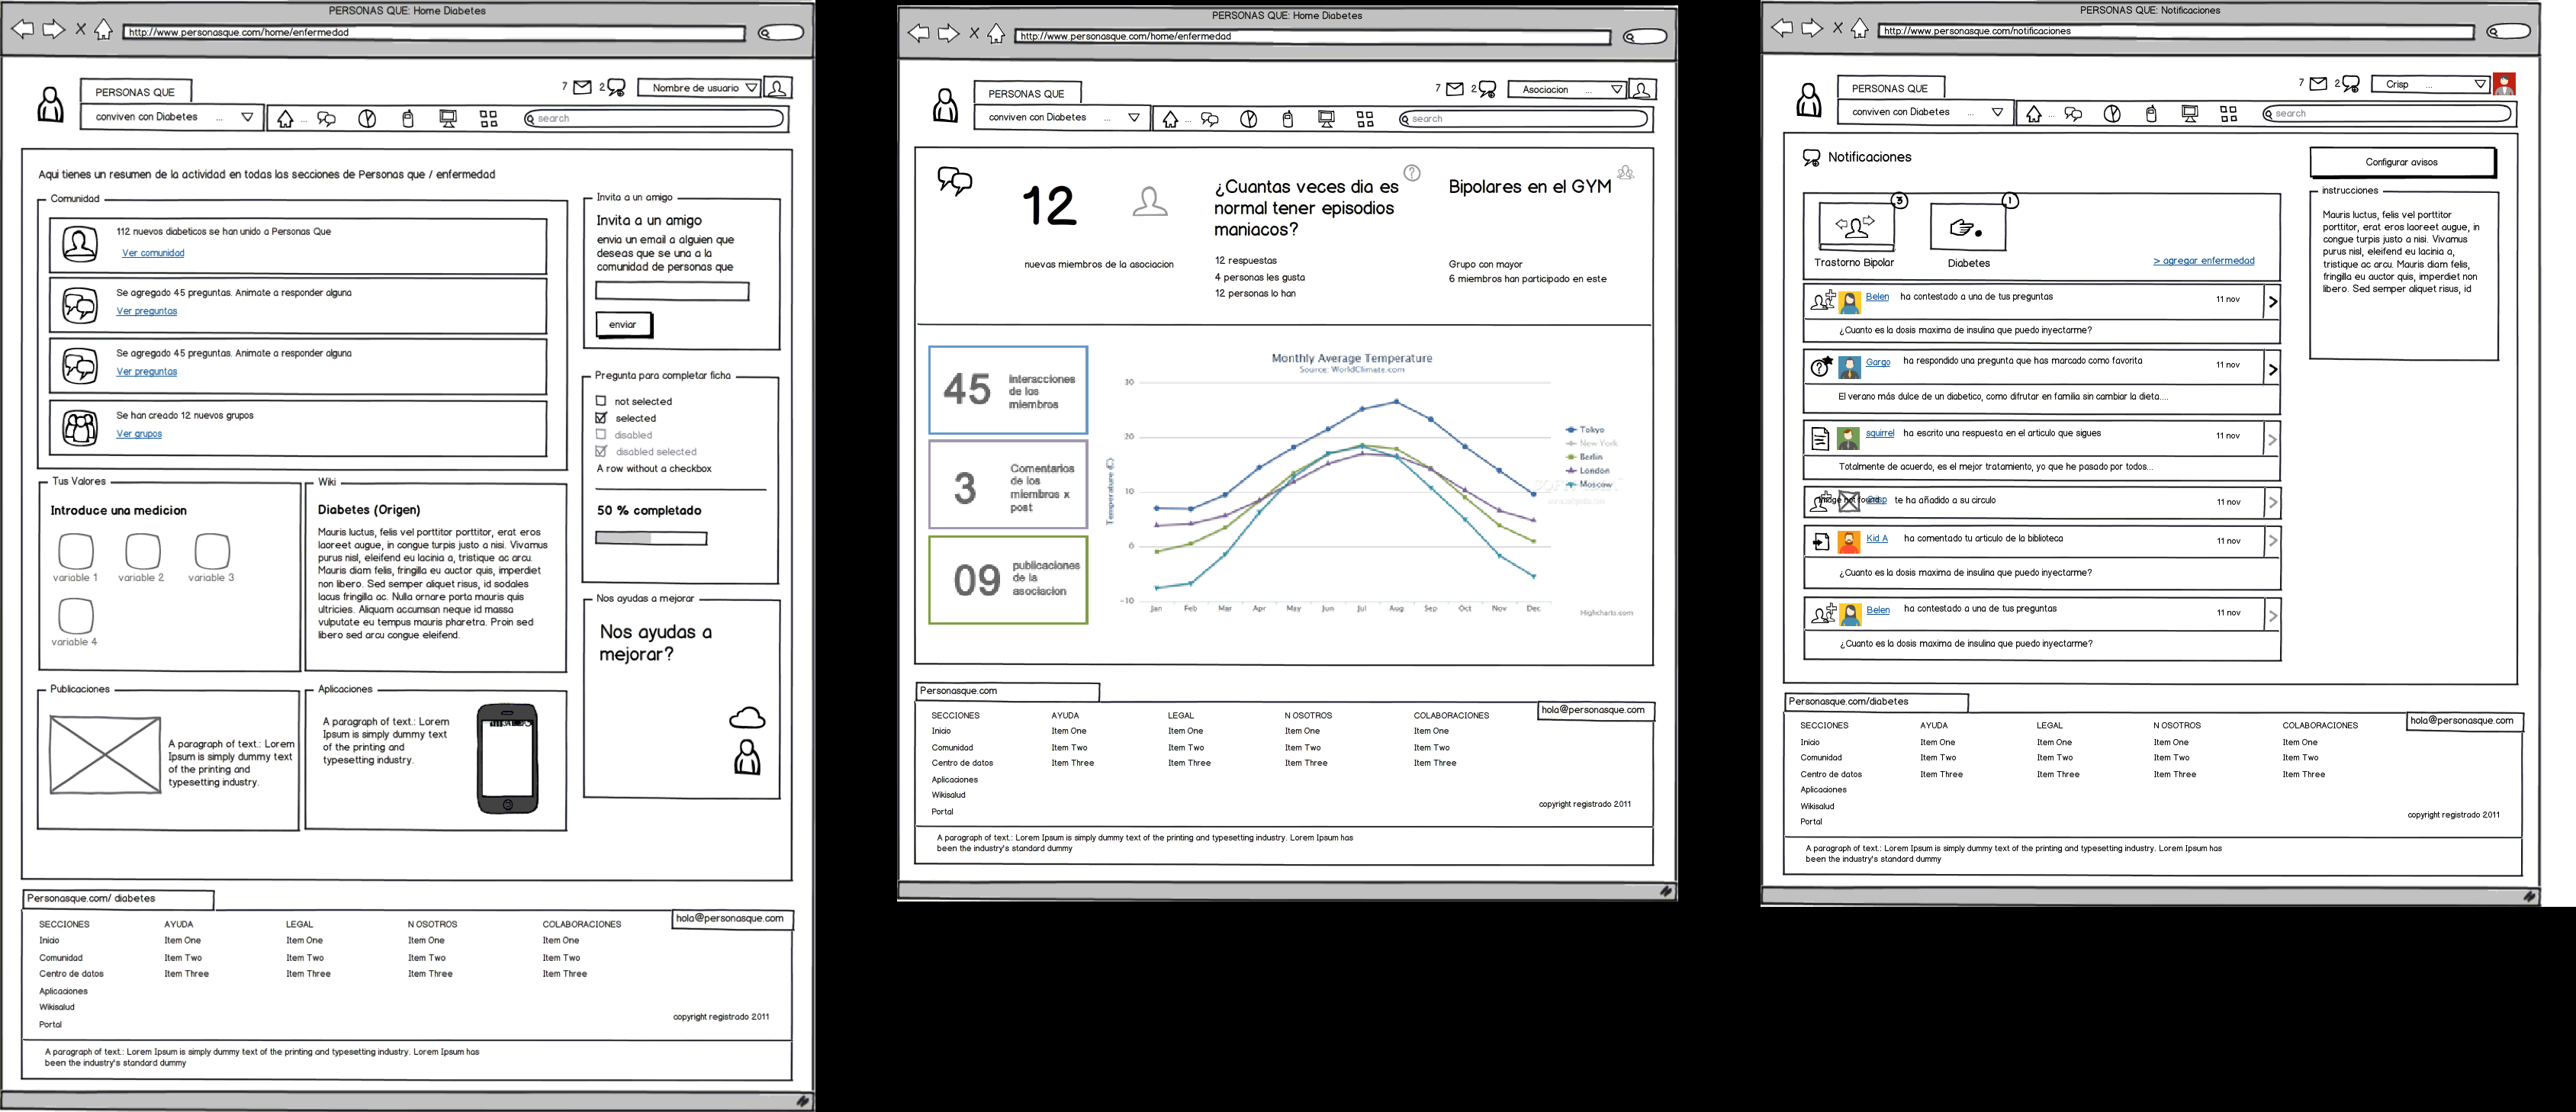 PERSONAS QUE: Home Diabetes
http://www.personasque.com/home/enfermedad
7
2
Nombre de usuario
PERSONAS QUE
conviven con Diabetes ...
...
search
Aqui tienes un resumen de la actividad en todas las secciones de Personas que / enfermedad
Comunidad
112 nuevos diabeticos se han unido a Personas Que
Ver comunidad
Se agregado 45 preguntas. Animate a responder alguna
Ver preguntas
Se agregado 45 preguntas. Animate a responder alguna
Ver preguntas
Se han creado 12 nuevos grupos
Ver grupos
Invita a un amigo
Invita a un amigo
envia un email a alguien que
deseas que se una a la
comunidad de personas que
enviar
Pregunta para completar ficha
not selected
selected
disabled
disabled selected
A row without a checkbox
50 % completado
Tus Valores
Introduce una medicion
variable 1
variable 2
variable 3
variable 4
Wiki
Diabetes (Origen)
Mauris luctus, felis vel porttitor porttitor, erat eros
laoreet augue, in congue turpis justo a nisi. Vivamus
purus nisl, eleifend eu lacinia a, tristique ac arcu.
Mauris diam felis, fringilla eu auctor quis, imperdiet
non libero. Sed semper aliquet risus, id sodales
lacus fringilla ac. Nulla ornare porta mauris quis
ultricies. Aliquam accumsan neque id massa
vulputate eu tempus mauris pharetra. Proin sed
libero sed arcu congue eleifend.
Nos ayudas a mejorar
Nos ayudas a
mejorar?
Publicaciones
A paragraph of text.: Lorem
Ipsum is simply dummy text
of the printing and
typesetting industry.
Aplicaciones
A paragraph of text.: Lorem
Ipsum is simply dummy text
of the printing and
typesetting industry.
Personasque.com/ diabetes
hola@personasque.com
SECCIONES
Inicio
Comunidad
Centro de datos
Aplicaciones
Wikisalud
Portal
AYUDA
Item One
Item Two
Item Three
LEGAL
Item One
Item Two
Item Three
N OSOTROS
Item One
Item Two
Item Three
COLABORACIONES
Item One
Item Two
Item Three
copyright registrado 2011
A paragraph of text.: Lorem Ipsum is simply dummy text of the printing and typesetting industry. Lorem Ipsum has
been the industry's standard dummy
PERSONAS QUE: Home Diabetes
http://www.personasque.com/home/enfermedad
7
2
Asociacion ...
PERSONAS QUE
conviven con Diabetes ...
...
search
12
nuevas miembros de la asociacion
¿Cuantas veces dia es
normal tener episodios
maniacos?
12 respuestas
4 personas les gusta
12 personas lo han
Bipolares en el GYM
Grupo con mayor
6 miembros han participado en este
45
interacciones
de los
miembros
3
Comentarios
de los
miembros x
post
09
publicaciones
de la
asociacion
Monthly Average Temperature
Source: WorldClimate.com
Temperature (C)
30
20
10
0
-10
Jan
Feb
Mar
Apr
May
Jun
Jul
Aug
Sep
Oct
Nov
Dec
Tokyo
New York
Berlin
London
Moscow
Highcharts.com
Personasque.com
hola@personasque.com
SECCIONES
Inicio
Comunidad
Centro de datos
Aplicaciones
Wikisalud
Portal
AYUDA
Item One
Item Two
Item Three
LEGAL
Item One
Item Two
Item Three
N OSOTROS
Item One
Item Two
Item Three
COLABORACIONES
Item One
Item Two
Item Three
copyright registrado 2011
A paragraph of text.: Lorem Ipsum is simply dummy text of the printing and typesetting industry. Lorem Ipsum has
been the industry's standard dummy
PERSONAS QUE: Notificaciones
http://www.personasque.com/notificaciones
7
2
Crisp ...
PERSONAS QUE
conviven con Diabetes ...
...
search
Notificaciones
Configurar avisos
3
Trastorno Bipolar
1
Diabetes
> agregar enfermedad
instrucciones
Mauris luctus, felis vel porttitor
porttitor, erat eros laoreet augue, in
congue turpis justo a nisi. Vivamus
purus nisl, eleifend eu lacinia a,
tristique ac arcu. Mauris diam felis,
fringilla eu auctor quis, imperdiet non
libero. Sed semper aliquet risus, id
Belen ha contestado a una de tus preguntas 11 nov
¿Cuanto es la dosis maxima de insulina que puedo inyectarme?
Gargo ha respondido una pregunta que has marcado como favorita 11 nov
El verano más dulce de un diabetico, como difrutar en familia sin cambiar la dieta....
squirrel ha escrito una respuesta en el articulo que sigues 11 nov
Totalmente de acuerdo, es el mejor tratamiento, yo que he pasado por todos...
te ha añadido a su circulo 11 nov
Kid A ha comentado tu articulo de la biblioteca 11 nov
¿Cuanto es la dosis maxima de insulina que puedo inyectarme?
Belen ha contestado a una de tus preguntas 11 nov
¿Cuanto es la dosis maxima de insulina que puedo inyectarme?
Personasque.com/diabetes
hola@personasque.com
SECCIONES
Inicio
Comunidad
Centro de datos
Aplicaciones
Wikisalud
Portal
AYUDA
Item One
Item Two
Item Three
LEGAL
Item One
Item Two
Item Three
N OSOTROS
Item One
Item Two
Item Three
COLABORACIONES
Item One
Item Two
Item Three
copyright registrado 2011
A paragraph of text.: Lorem Ipsum is simply dummy text of the printing and typesetting industry. Lorem Ipsum has
been the industry's standard dummy